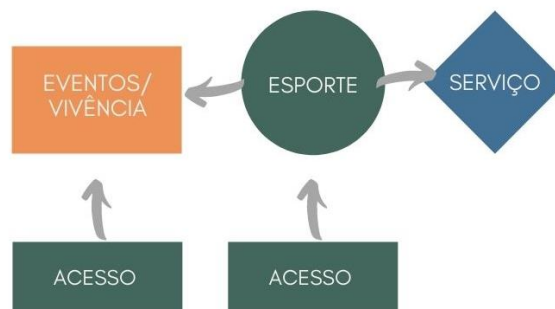 EVENTOS/
VIVÊNCIA
ESPORTE
SERVIÇO
ACESSO
ACESSO